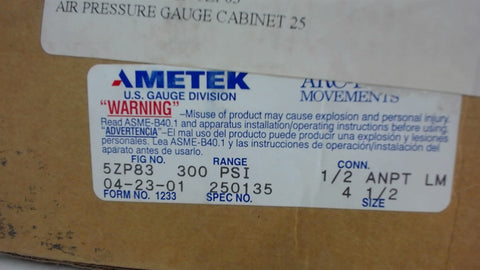 AIR PRESSURE GAUGE CABINET 25
AMETEK
U.S. GAUGE DIVISION
MOVEMENTS
"WARNING" –Misuse of product may cause explosion and personal injury.
Read ASME-B40.1 and apparatus installation/operating instructions before using.
"ADVERTENCIA"–El mal uso del producto puede producir una explosión y lesiones
personales. Lea ASME-B40.1 y las instrucciones de operación/instalación del
aparato antes de usarlo.
FIG NO. RANGE CONN.
5ZP83 300 PSI 1/2 ANPT LM
04-23-01 250135 4 1/2
FORM NO. 1233 SPEC NO. SIZE